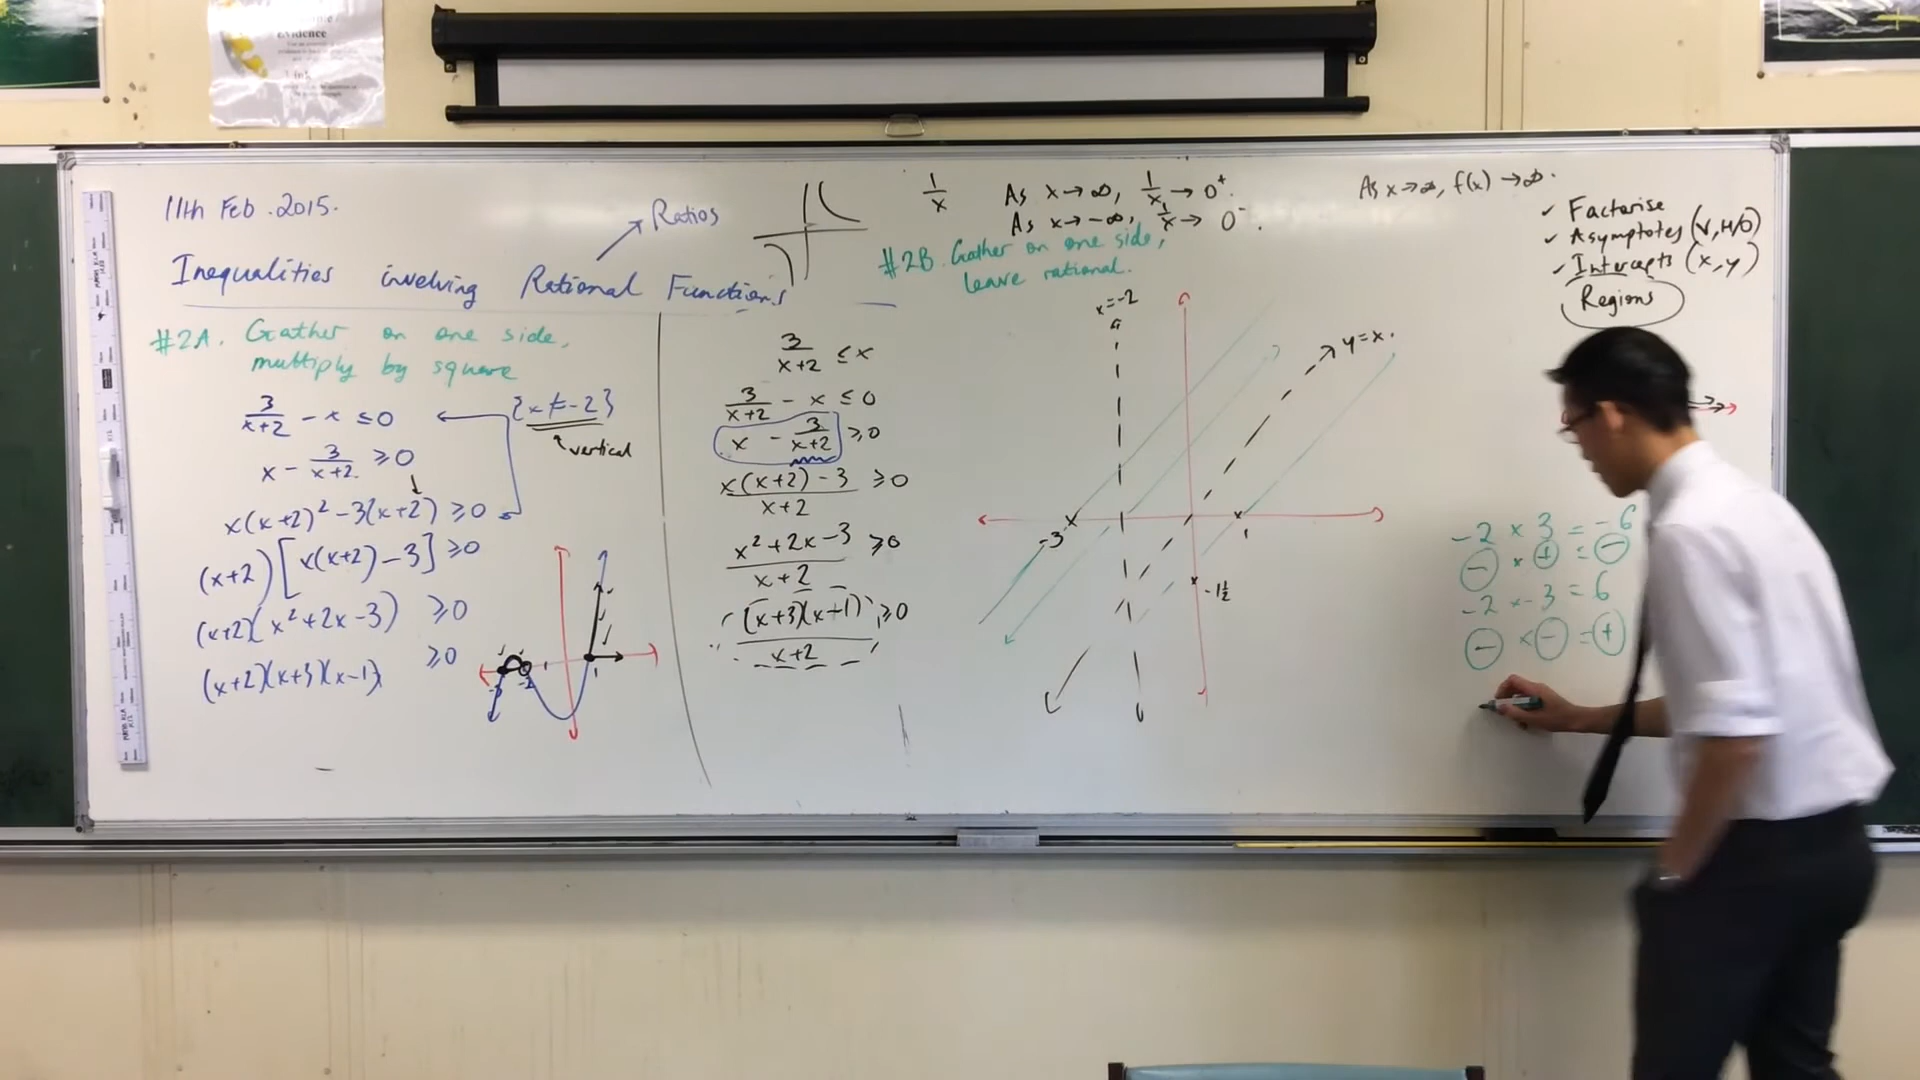 evidence
11th Feb. 2015.
Ratios
Inequalities involving Rational Functions
#2A. Gather on one side,
multiply by square
3/(x+2) - x ≤ 0
{x ≠ -2}
vertical
x - 3/(x+2) ≥ 0
x(x+2)² - 3(x+2) ≥ 0
(x+2)[x(x+2) - 3] ≥ 0
(x+2)(x² + 2x - 3) ≥ 0
(x+2)(x+3)(x-1) ≥ 0
-3 -2 1
3/(x+2) ≤ x
3/(x+2) - x ≤ 0
x - 3/(x+2) ≥ 0
(x(x+2) - 3)/(x+2) ≥ 0
(x² + 2x - 3)/(x+2) ≥ 0
((x+3)(x-1))/(x+2) ≥ 0
1/x As x → ∞, 1/x → 0⁺.
As x → -∞, 1/x → 0⁻.
#2B. Gather on one side,
leave rational.
x = -2
y = x.
-3
1
-1½
As x → ∞, f(x) → ∞.
✓ Factorise
✓ Asymptotes (V, H/O)
✓ Intercepts (x, y)
Regions
-2 × 3 = -6
- × + = -
-2 × -3 = 6
- × - = +